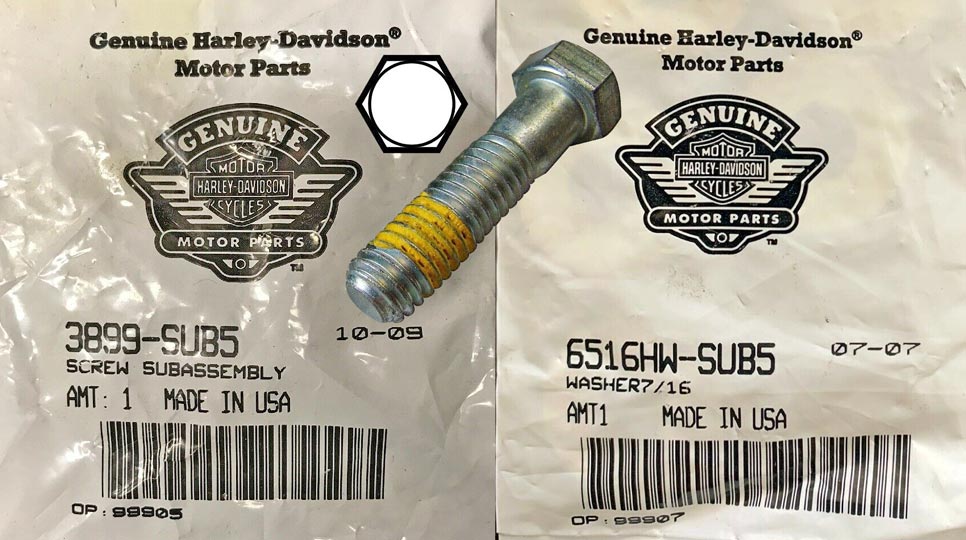 Genuine Harley-Davidson®
Motor Parts
GENUINE
MOTOR
HARLEY-DAVIDSON
CYCLES
MOTOR PARTS
TM
3899-SUB5 10-09
SCREW SUBASSEMBLY
AMT: 1 MADE IN USA
OP: 99905
Genuine Harley-Davidson®
Motor Parts
GENUINE
MOTOR
HARLEY-DAVIDSON
CYCLES
MOTOR PARTS
TM
6516HW-SUB5 07-07
WASHER7/16
AMT1 MADE IN USA
OP: 99907